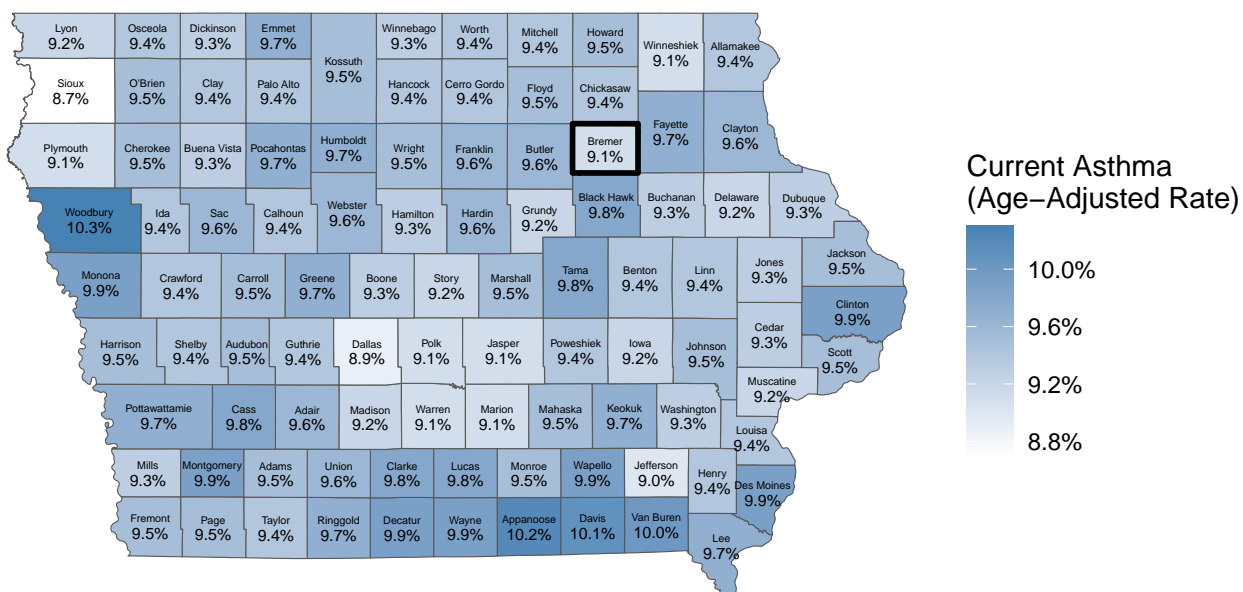 Lyon
9.2%
Osceola
9.4%
Dickinson
9.3%
Emmet
9.7%
Kossuth
9.5%
Winnebago
9.3%
Worth
9.4%
Mitchell
9.4%
Howard
9.5%
Winneshiek
9.1%
Allamakee
9.4%
Sioux
8.7%
O'Brien
9.5%
Clay
9.4%
Palo Alto
9.4%
Hancock
9.4%
Cerro Gordo
9.4%
Floyd
9.5%
Chickasaw
9.4%
Plymouth
9.1%
Cherokee
9.5%
Buena Vista
9.3%
Pocahontas
9.7%
Humboldt
9.7%
Wright
9.5%
Franklin
9.6%
Butler
9.6%
Bremer
9.1%
Fayette
9.7%
Clayton
9.6%
Woodbury
10.3%
Ida
9.4%
Sac
9.6%
Calhoun
9.4%
Webster
9.6%
Hamilton
9.3%
Hardin
9.6%
Grundy
9.2%
Black Hawk
9.8%
Buchanan
9.3%
Delaware
9.2%
Dubuque
9.3%
Monona
9.9%
Crawford
9.4%
Carroll
9.5%
Greene
9.7%
Boone
9.3%
Story
9.2%
Marshall
9.5%
Tama
9.8%
Benton
9.4%
Linn
9.4%
Jones
9.3%
Jackson
9.5%
Clinton
9.9%
Harrison
9.5%
Shelby
9.4%
Audubon
9.5%
Guthrie
9.4%
Dallas
8.9%
Polk
9.1%
Jasper
9.1%
Poweshiek
9.4%
Iowa
9.2%
Johnson
9.5%
Cedar
9.3%
Scott
9.5%
Muscatine
9.2%
Pottawattamie
9.7%
Cass
9.8%
Adair
9.6%
Madison
9.2%
Warren
9.1%
Marion
9.1%
Mahaska
9.5%
Keokuk
9.7%
Washington
9.3%
Louisa
9.4%
Mills
9.3%
Montgomery
9.9%
Adams
9.5%
Union
9.6%
Clarke
9.8%
Lucas
9.8%
Monroe
9.5%
Wapello
9.9%
Jefferson
9.0%
Henry
9.4%
Des Moines
9.9%
Fremont
9.5%
Page
9.5%
Taylor
9.4%
Ringgold
9.7%
Decatur
9.9%
Wayne
9.9%
Appanoose
10.2%
Davis
10.1%
Van Buren
10.0%
Lee
9.7%
Current Asthma
(Age−Adjusted Rate)
10.0%
9.6%
9.2%
8.8%